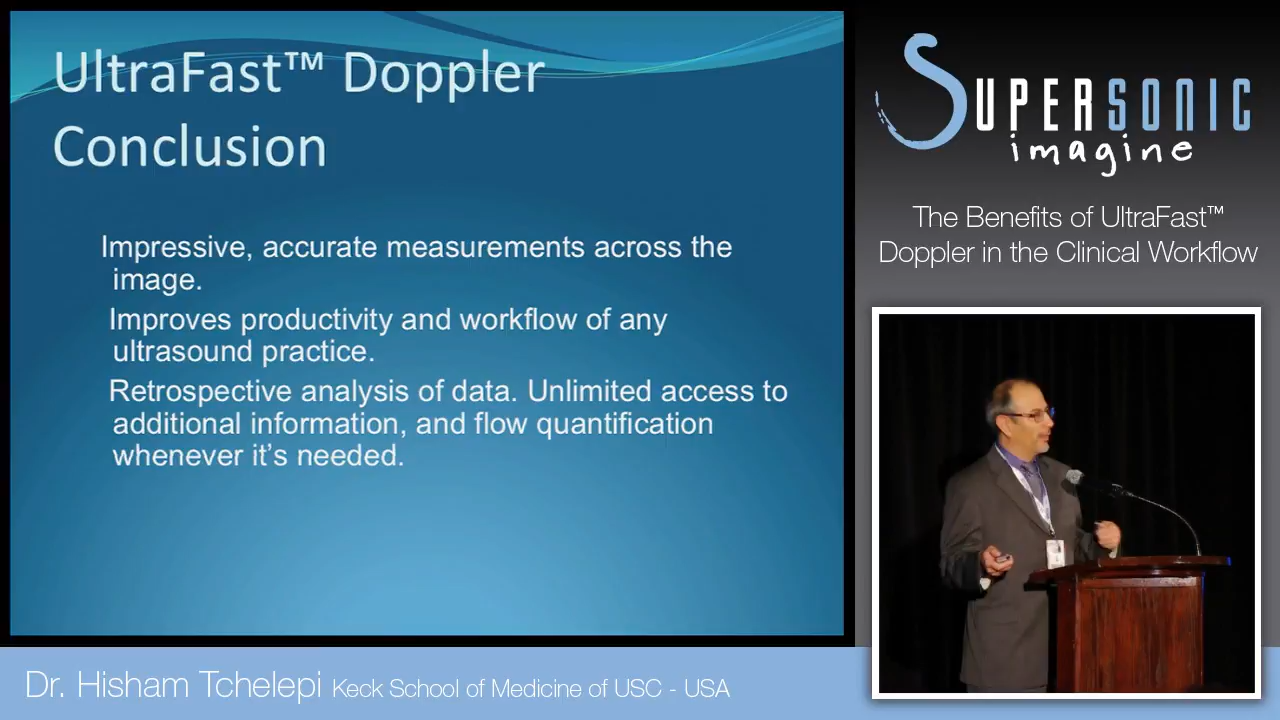 UltraFast™ Doppler
Conclusion
Impressive, accurate measurements across the
image.
Improves productivity and workflow of any
ultrasound practice.
Retrospective analysis of data. Unlimited access to
additional information, and flow quantification
whenever it’s needed.
SUPERSONIC
imagine
The Benefits of UltraFast™
Doppler in the Clinical Workflow
Dr. Hisham Tchelepi Keck School of Medicine of USC - USA